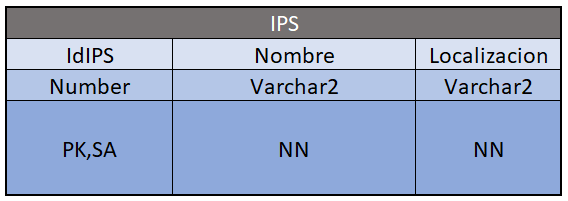 IPS
IdIPS Nombre Localizacion
Number Varchar2 Varchar2
PK,SA NN NN